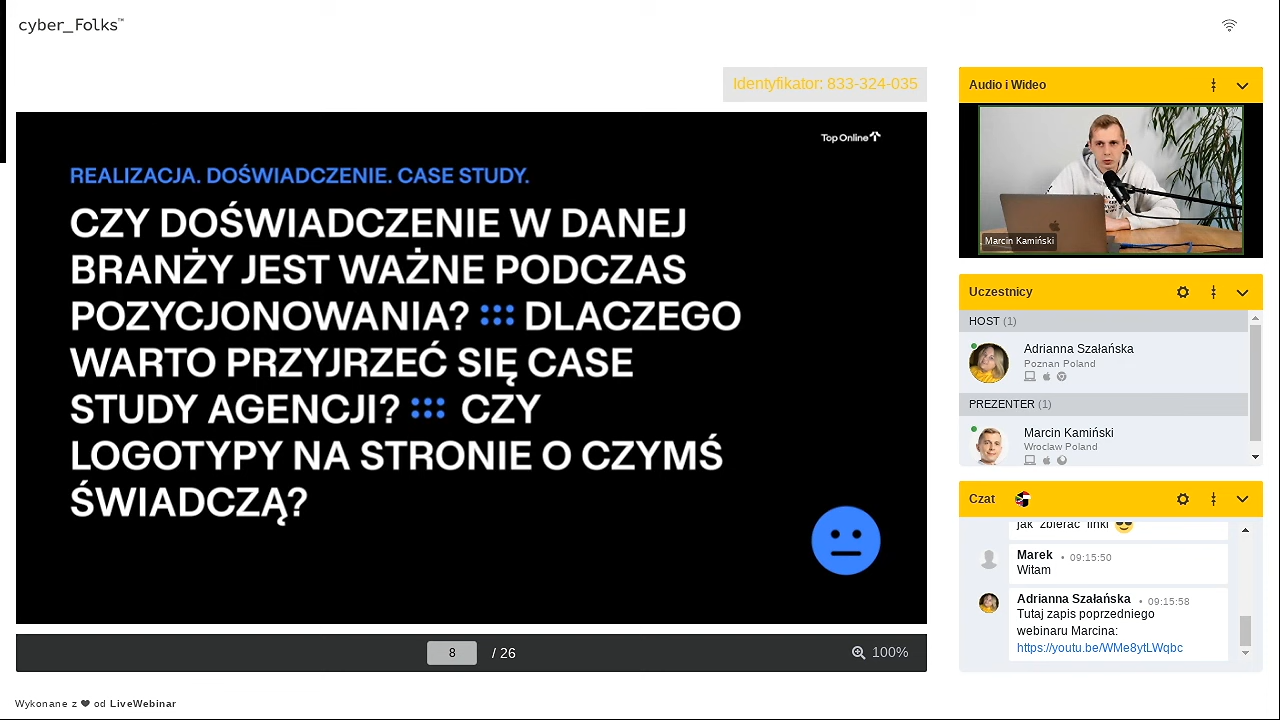 cyber_Folks™
Identyfikator: 833-324-035
Top Online
REALIZACJA. DOŚWIADCZENIE. CASE STUDY.
CZY DOŚWIADCZENIE W DANEJ
BRANŻY JEST WAŻNE PODCZAS
POZYCJONOWANIA? DLACZEGO
WARTO PRZYJRZEĆ SIĘ CASE
STUDY AGENCJI? CZY
LOGOTYPY NA STRONIE O CZYMŚ
ŚWIADCZĄ?
8 / 26
100%
Wykonane z ❤ od LiveWebinar
Audio i Wideo
Marcin Kamiński
Uczestnicy
HOST (1)
Adrianna Szałańska
Poznan Poland
PREZENTER (1)
Marcin Kamiński
Wroclaw Poland
Czat
jak zbierać linki 😎
Marek • 09:15:50
Witam
Adrianna Szałańska • 09:15:58
Tutaj zapis poprzedniego
webinaru Marcina:
https://youtu.be/WMe8ytLWqbc